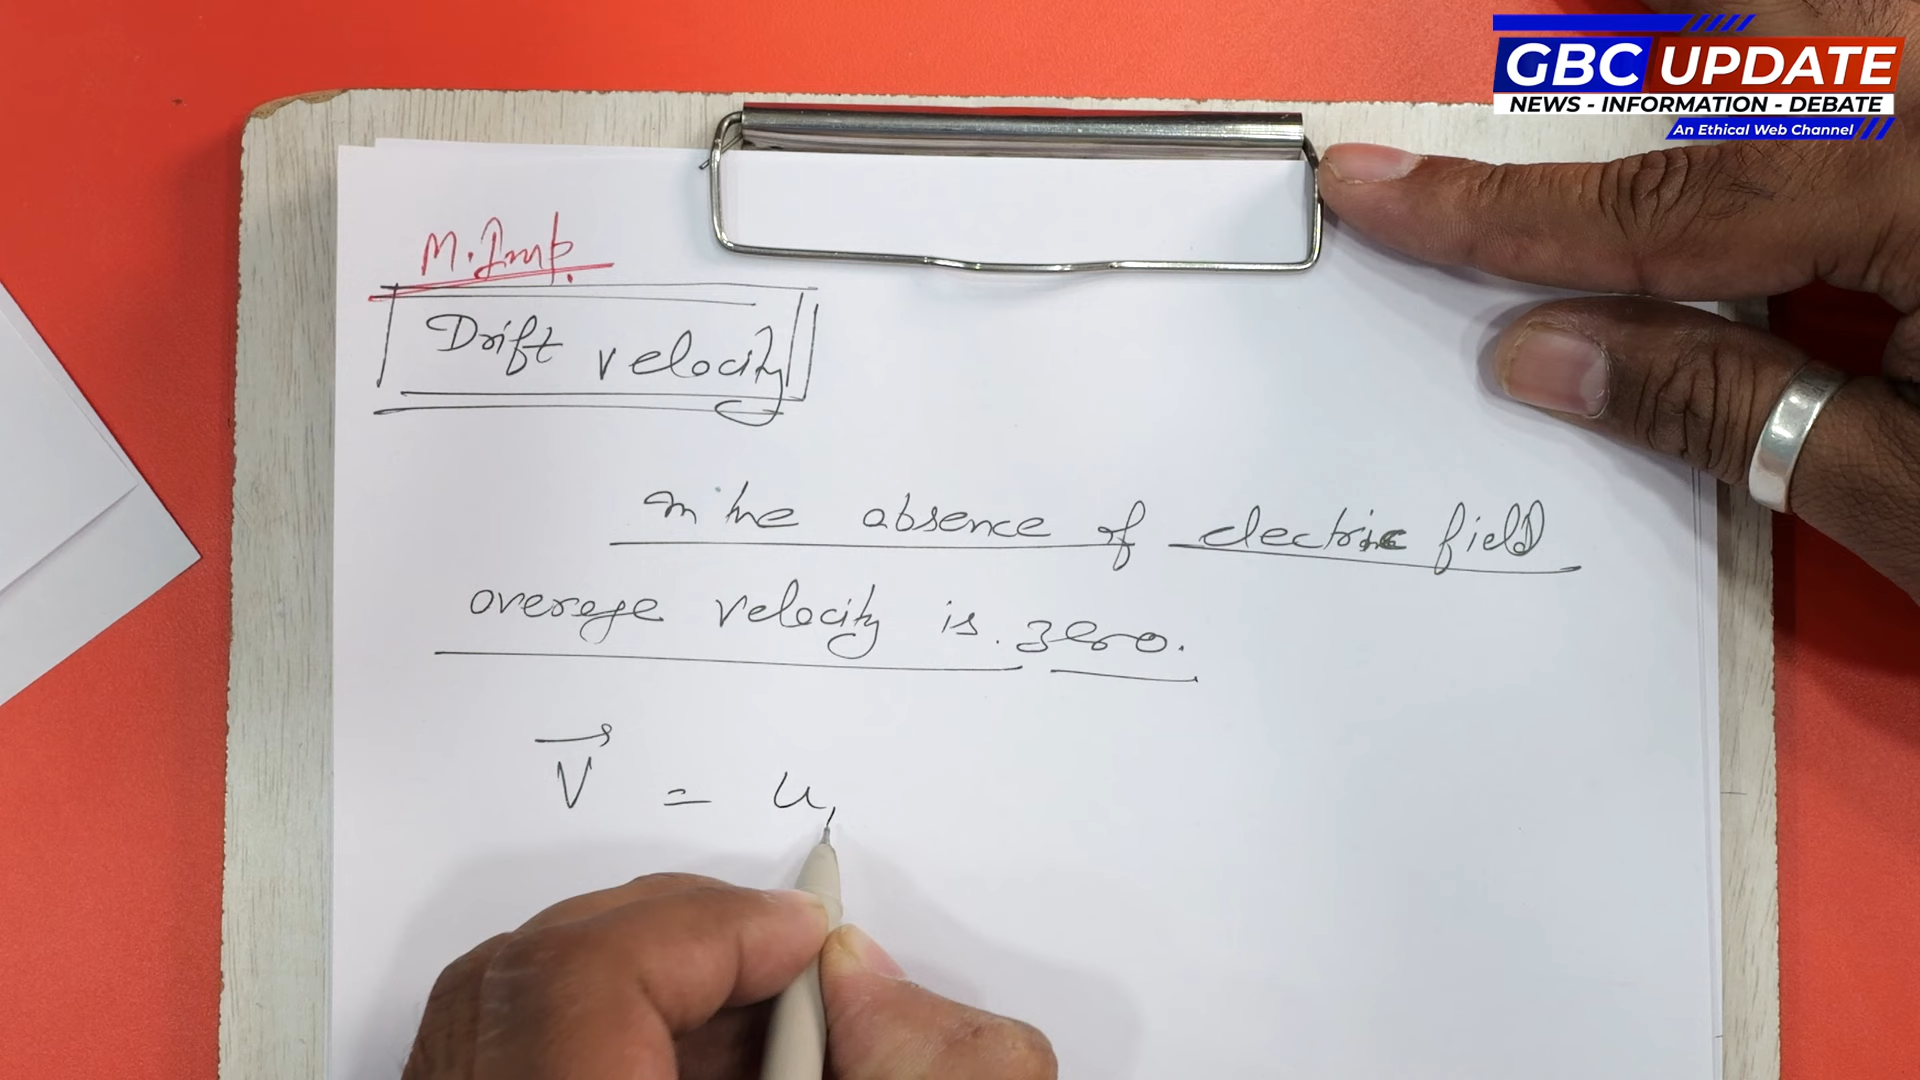 GBC UPDATE
NEWS - INFORMATION - DEBATE
An Ethical Web Channel
M. Imp.
Drift velocity
In the absence of electric field
average velocity is zero.
V = u,